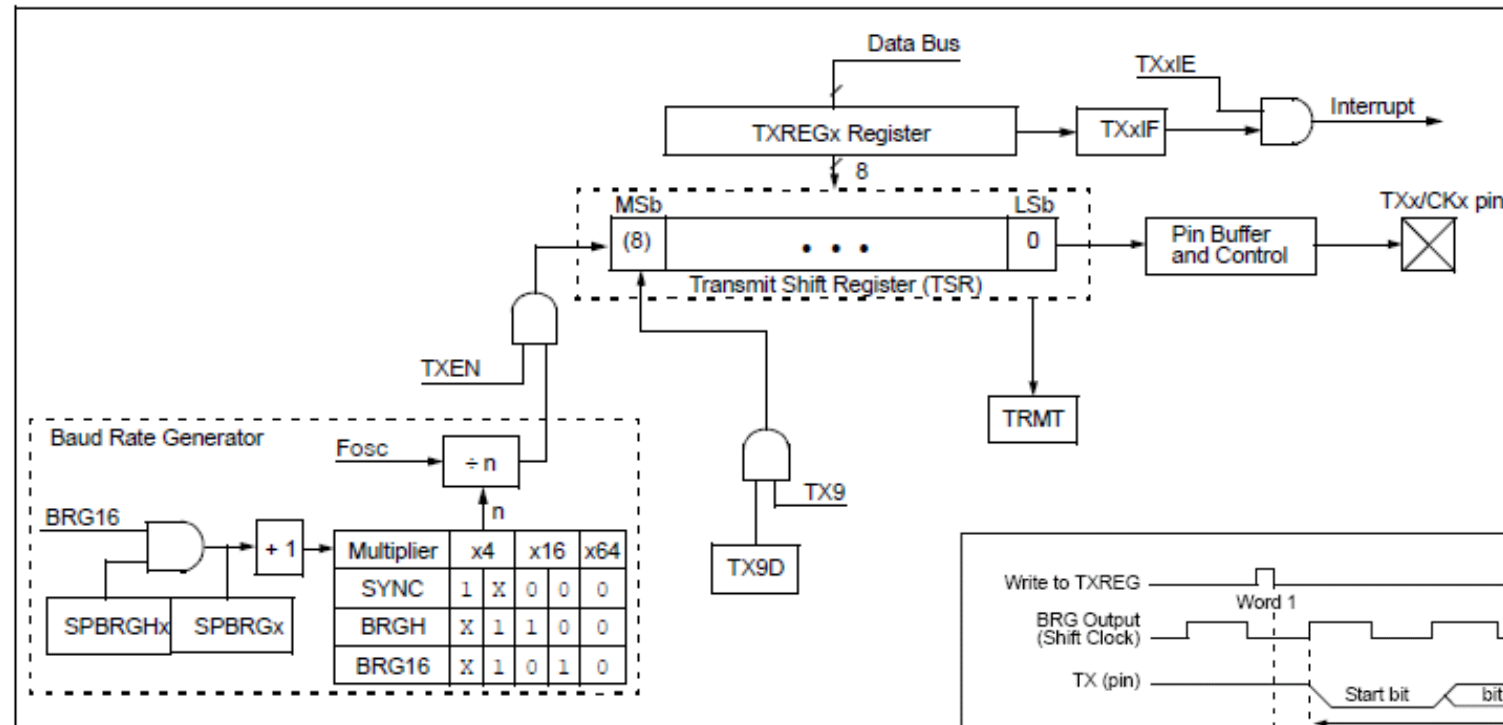 Data Bus
TXxIE
Interrupt
TXREGx Register
TXxIF
8
MSb
LSb
TXx/CKx pin
(8)
• • •
0
Pin Buffer
and Control
Transmit Shift Register (TSR)
TXEN
TRMT
Baud Rate Generator
Fosc
÷ n
TX9
n
BRG16
+ 1
Multiplier x4 x16 x64
SYNC 1 X 0 0 0
BRGH X 1 1 0 0
BRG16 X 1 0 1 0
SPBRGHx SPBRGx
TX9D
Write to TXREG
Word 1
BRG Output
(Shift Clock)
TX (pin)
Start bit
bit